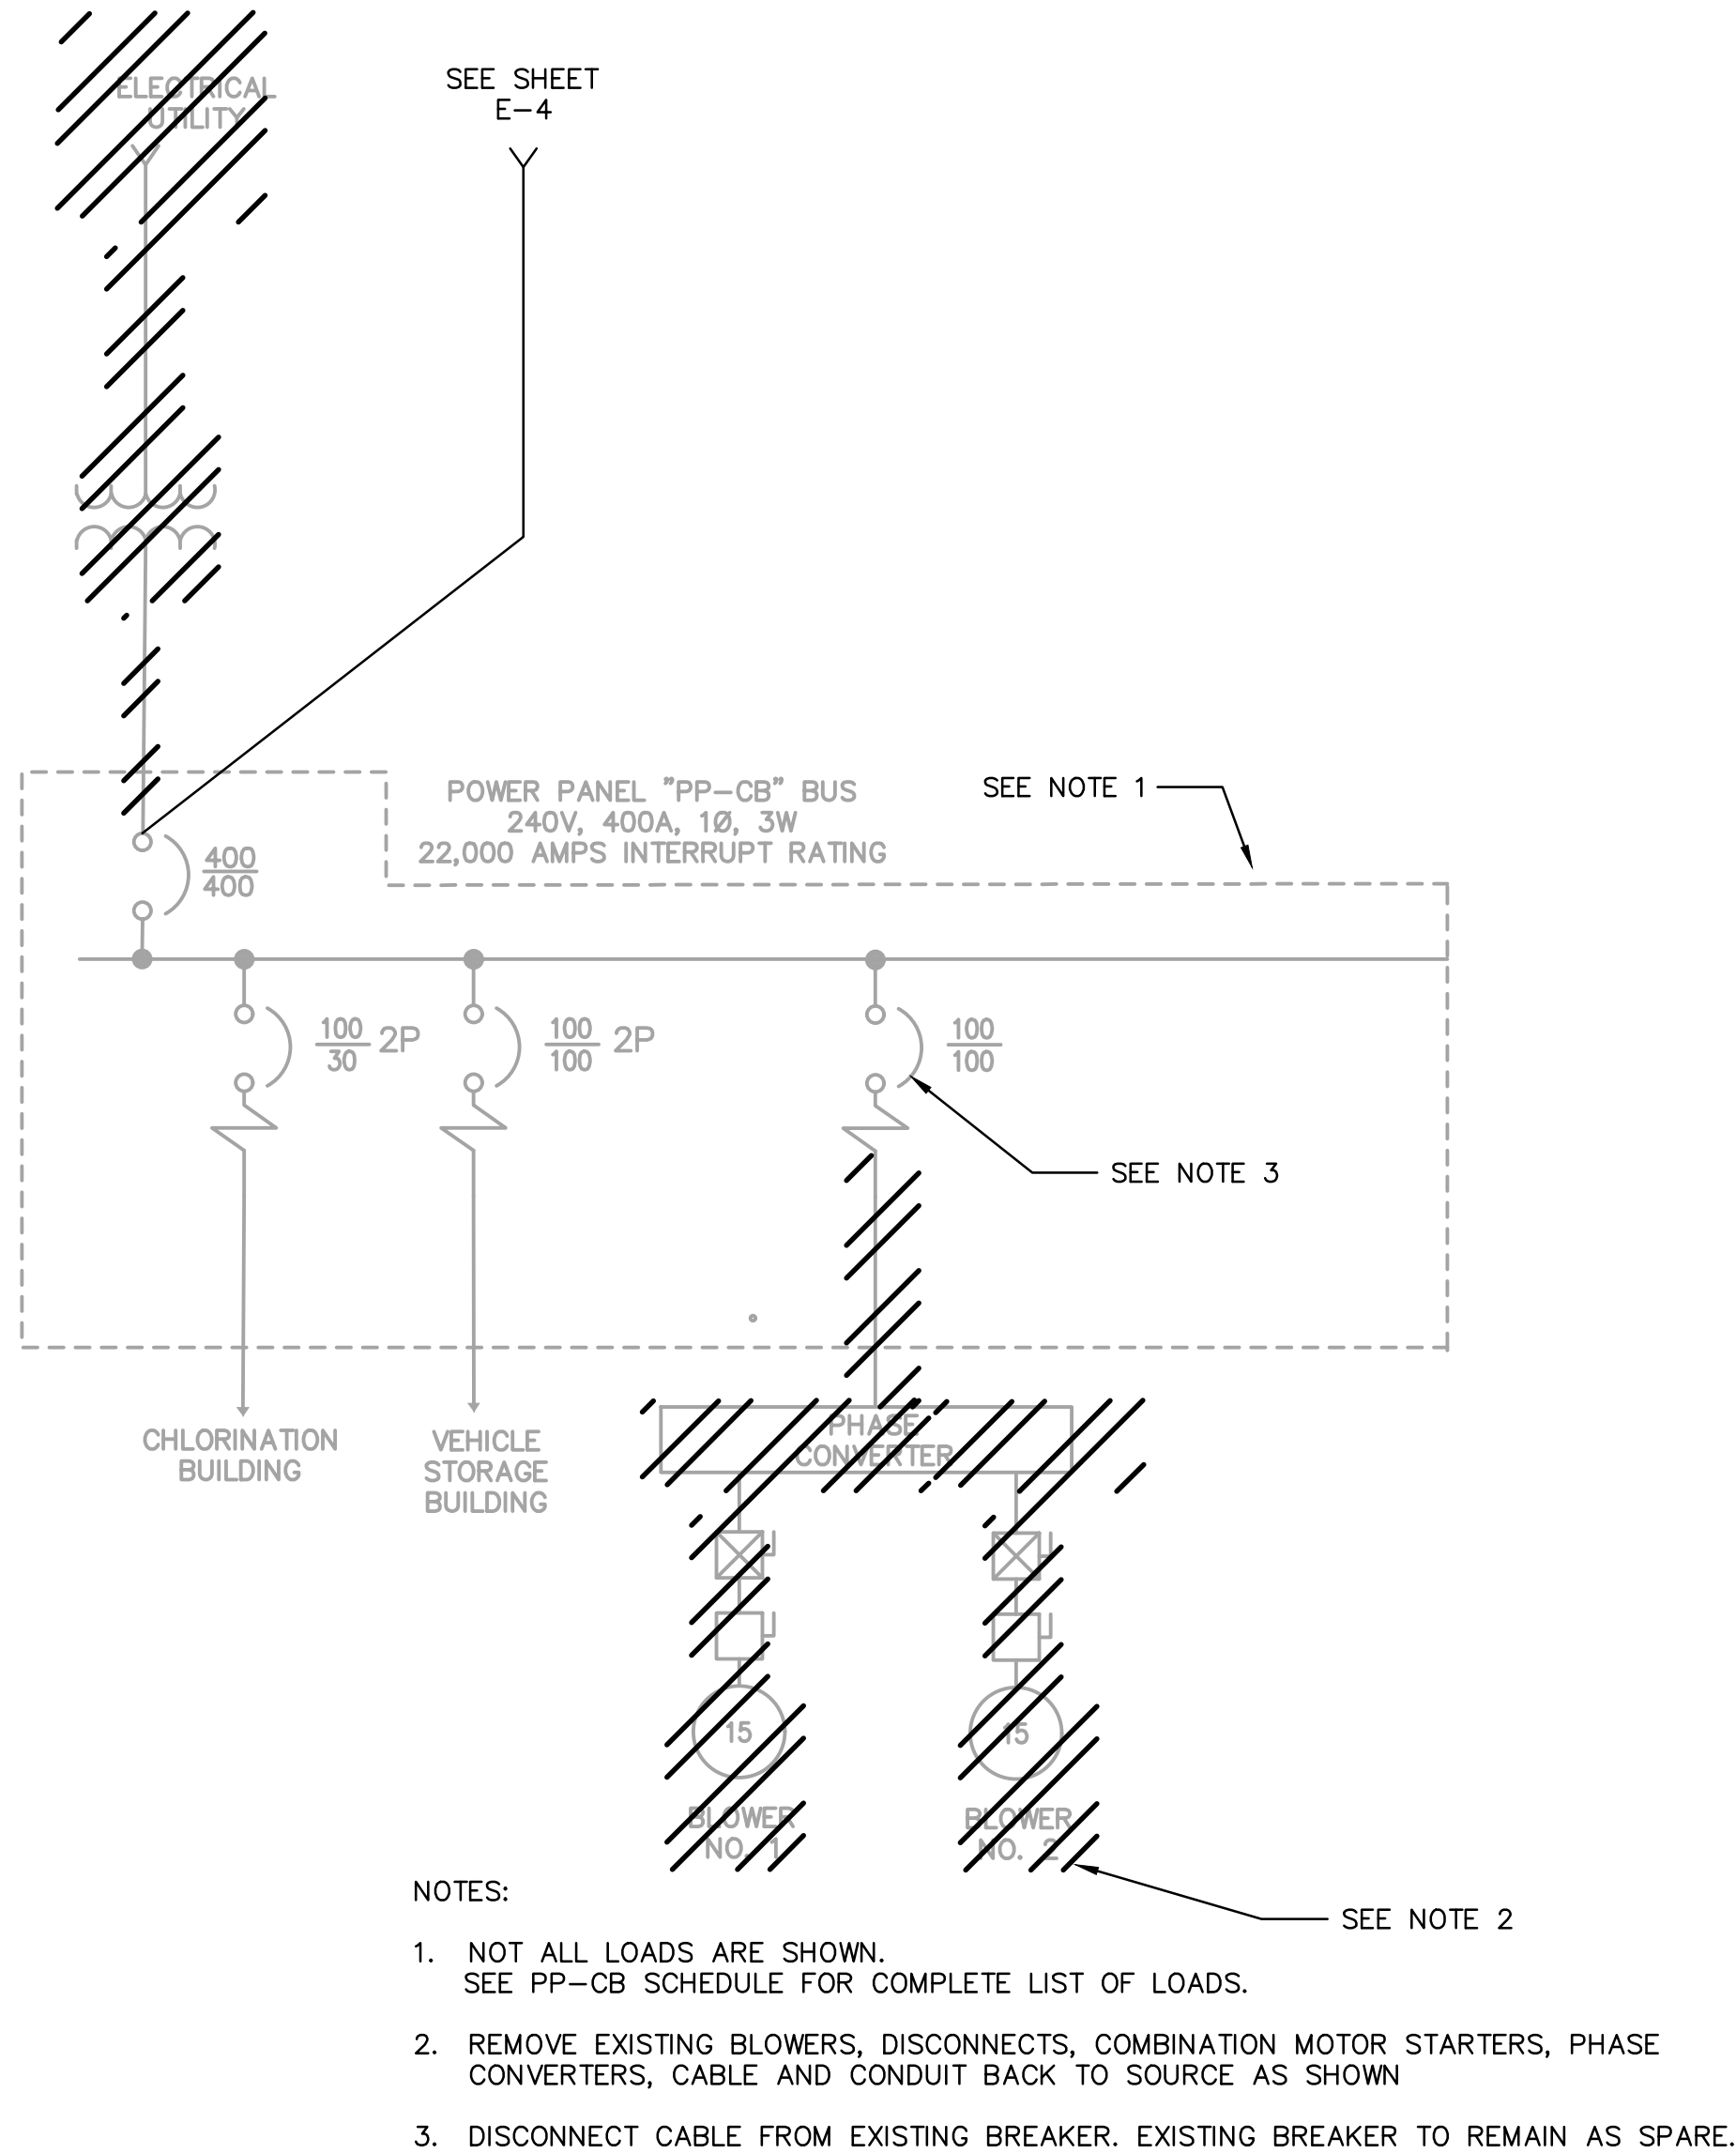 ELECTRICAL
UTILITY
SEE SHEET
E-4
POWER PANEL "PP-CB" BUS
240V, 400A, 1Ø, 3W
22,000 AMPS INTERRUPT RATING
SEE NOTE 1
400
400
100
30 2P
100
100 2P
100
100
SEE NOTE 3
CHLORINATION
BUILDING
VEHICLE
STORAGE
BUILDING
PHASE
CONVERTER
15
15
BLOWER
NO. 1
BLOWER
NO. 2
SEE NOTE 2
NOTES:
1. NOT ALL LOADS ARE SHOWN.
SEE PP-CB SCHEDULE FOR COMPLETE LIST OF LOADS.
2. REMOVE EXISTING BLOWERS, DISCONNECTS, COMBINATION MOTOR STARTERS, PHASE
CONVERTERS, CABLE AND CONDUIT BACK TO SOURCE AS SHOWN
3. DISCONNECT CABLE FROM EXISTING BREAKER. EXISTING BREAKER TO REMAIN AS SPARE.